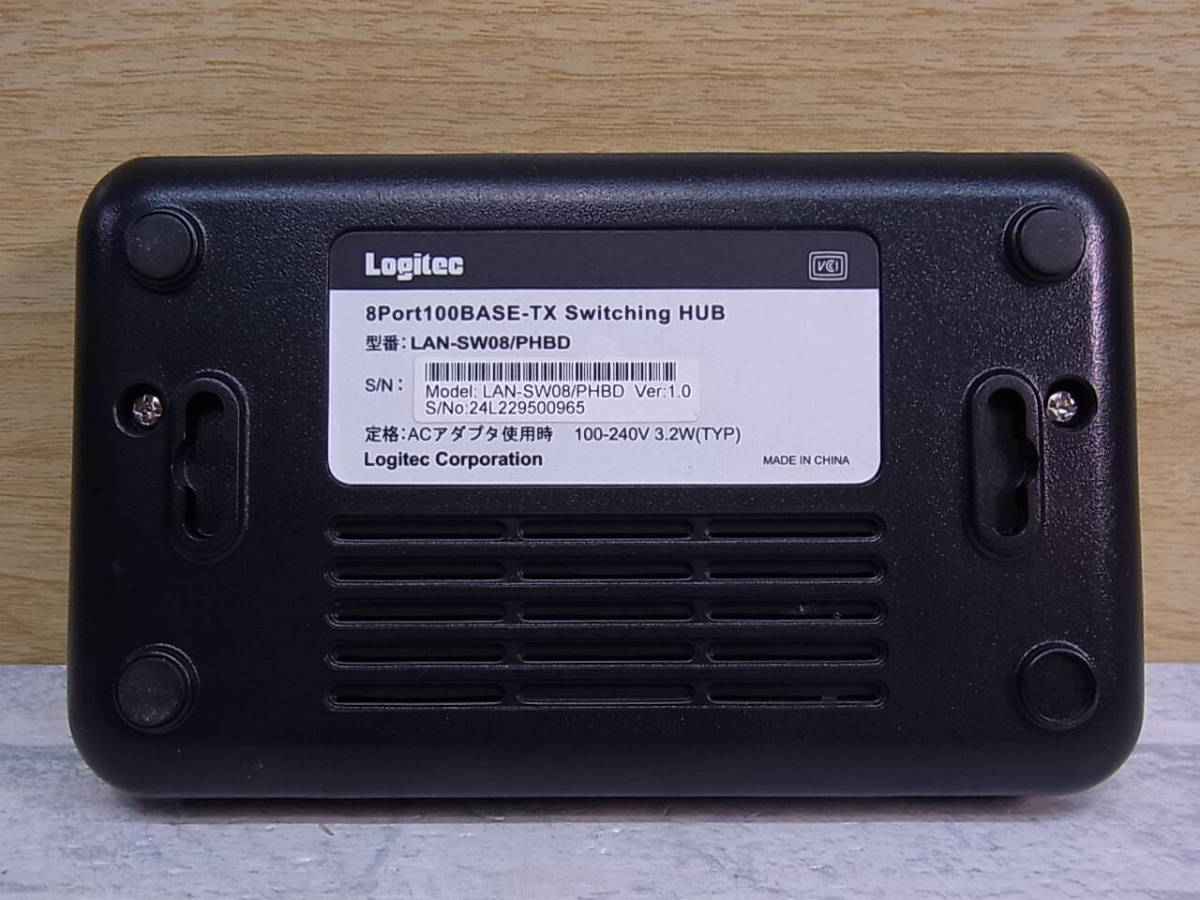 Logitec
VCI
8Port100BASE-TX Switching HUB
型番:LAN-SW08/PHBD
S/N:
Model: LAN-SW08/PHBD Ver:1.0
S/No:24L229500965
定格:ACアダプタ使用時 100-240V 3.2W(TYP)
Logitec Corporation
MADE IN CHINA